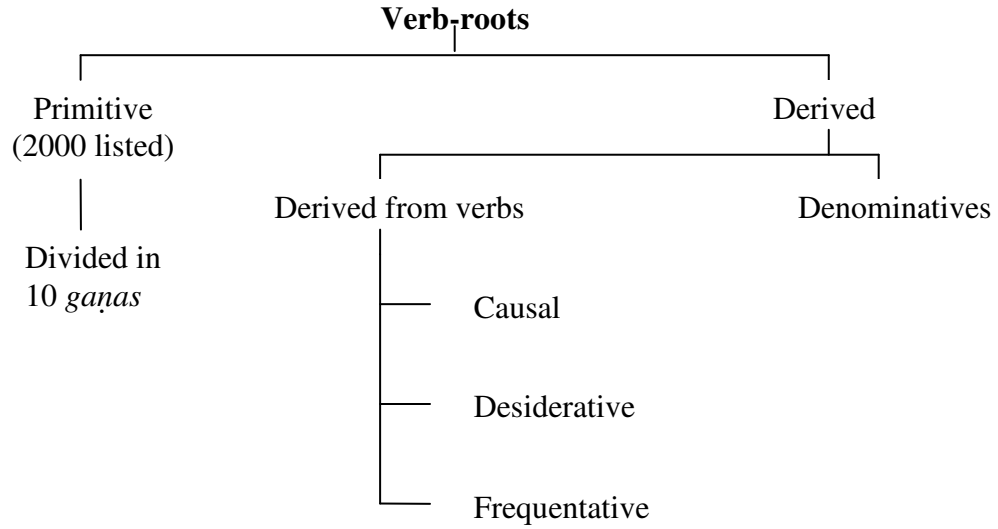 Verb-roots
Primitive
(2000 listed)
Derived
Derived from verbs
Denominatives
Divided in
10 gaṇas
Causal
Desiderative
Frequentative